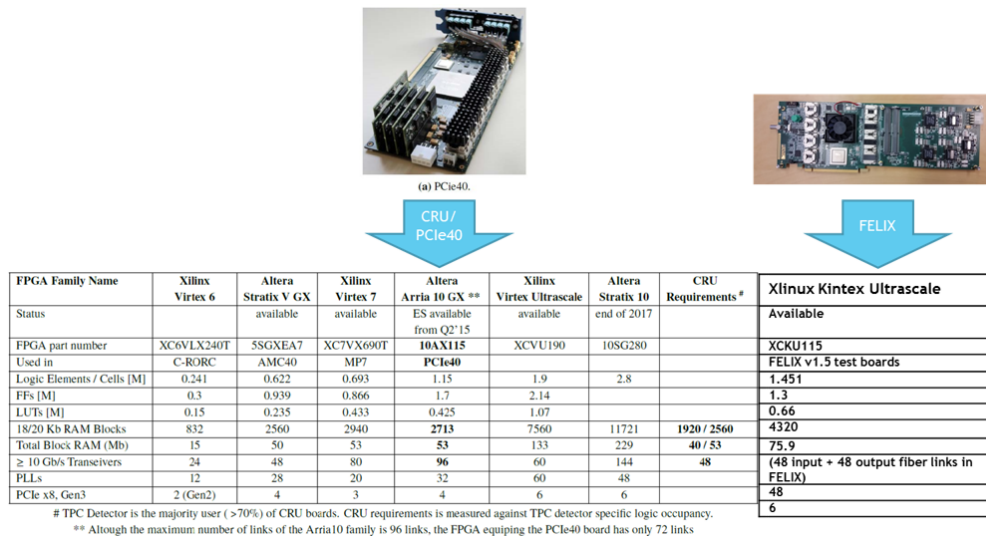 (a) PCie40.
CRU/
PCIe40
FELIX
FPGA Family Name Xilinx Virtex 6 Altera Stratix V GX Xilinx Virtex 7 Altera Arria 10 GX ** Xilinx Virtex Ultrascale Altera Stratix 10 CRU Requirements # Xlinux Kintex Ultrascale
Status available available ES available from Q2'15 available end of 2017 Available
FPGA part number XC6VLX240T 5SGXEA7 XC7VX690T 10AX115 XCVU190 10SG280 XCKU115
Used in C-RORC AMC40 MP7 PCIe40 FELIX v1.5 test boards
Logic Elements / Cells [M] 0.241 0.622 0.693 1.15 1.9 2.8 1.451
FFs [M] 0.3 0.939 0.866 1.7 2.14 1.3
LUTs [M] 0.15 0.235 0.433 0.425 1.07 0.66
18/20 Kb RAM Blocks 832 2560 2940 2713 7560 11721 1920 / 2560 4320
Total Block RAM (Mb) 15 50 53 53 133 229 40 / 53 75.9
≥ 10 Gb/s Transeivers 24 48 80 96 60 144 48 (48 input + 48 output fiber links in FELIX)
PLLs 12 28 20 32 60 48 48
PCIe x8, Gen3 2 (Gen2) 4 3 4 6 6 6
# TPC Detector is the majority user ( >70%) of CRU boards. CRU requirements is measured against TPC detector specific logic occupancy.
** Altough the maximum number of links of the Arria10 family is 96 links, the FPGA equiping the PCIe40 board has only 72 links